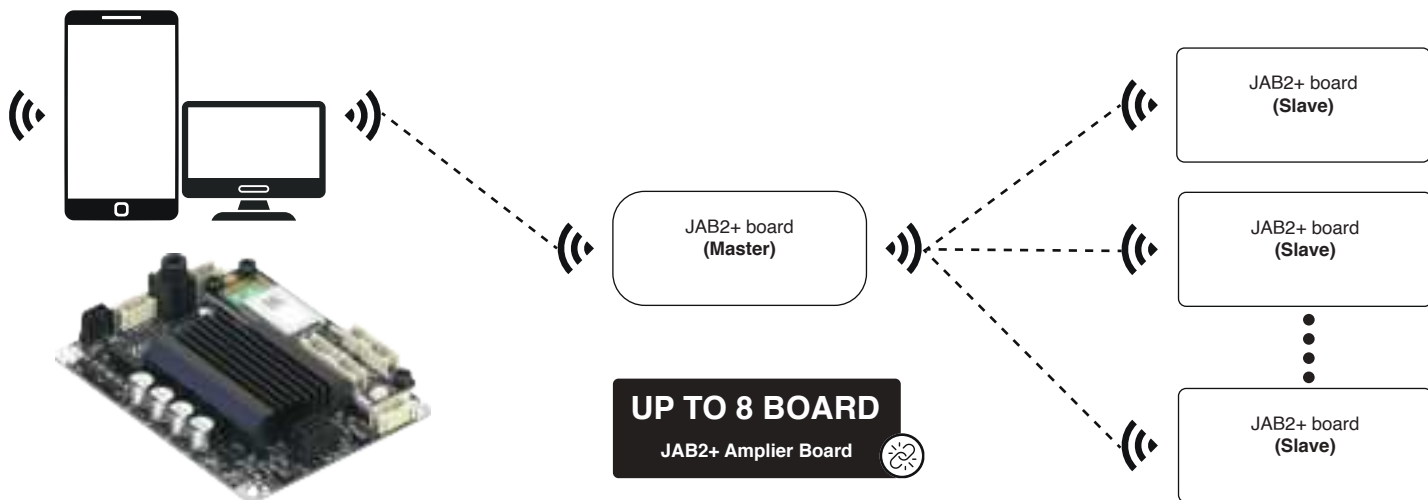 JAB2+ board
(Slave)
JAB2+ board
(Master)
JAB2+ board
(Slave)
UP TO 8 BOARD
JAB2+ Amplier Board
JAB2+ board
(Slave)